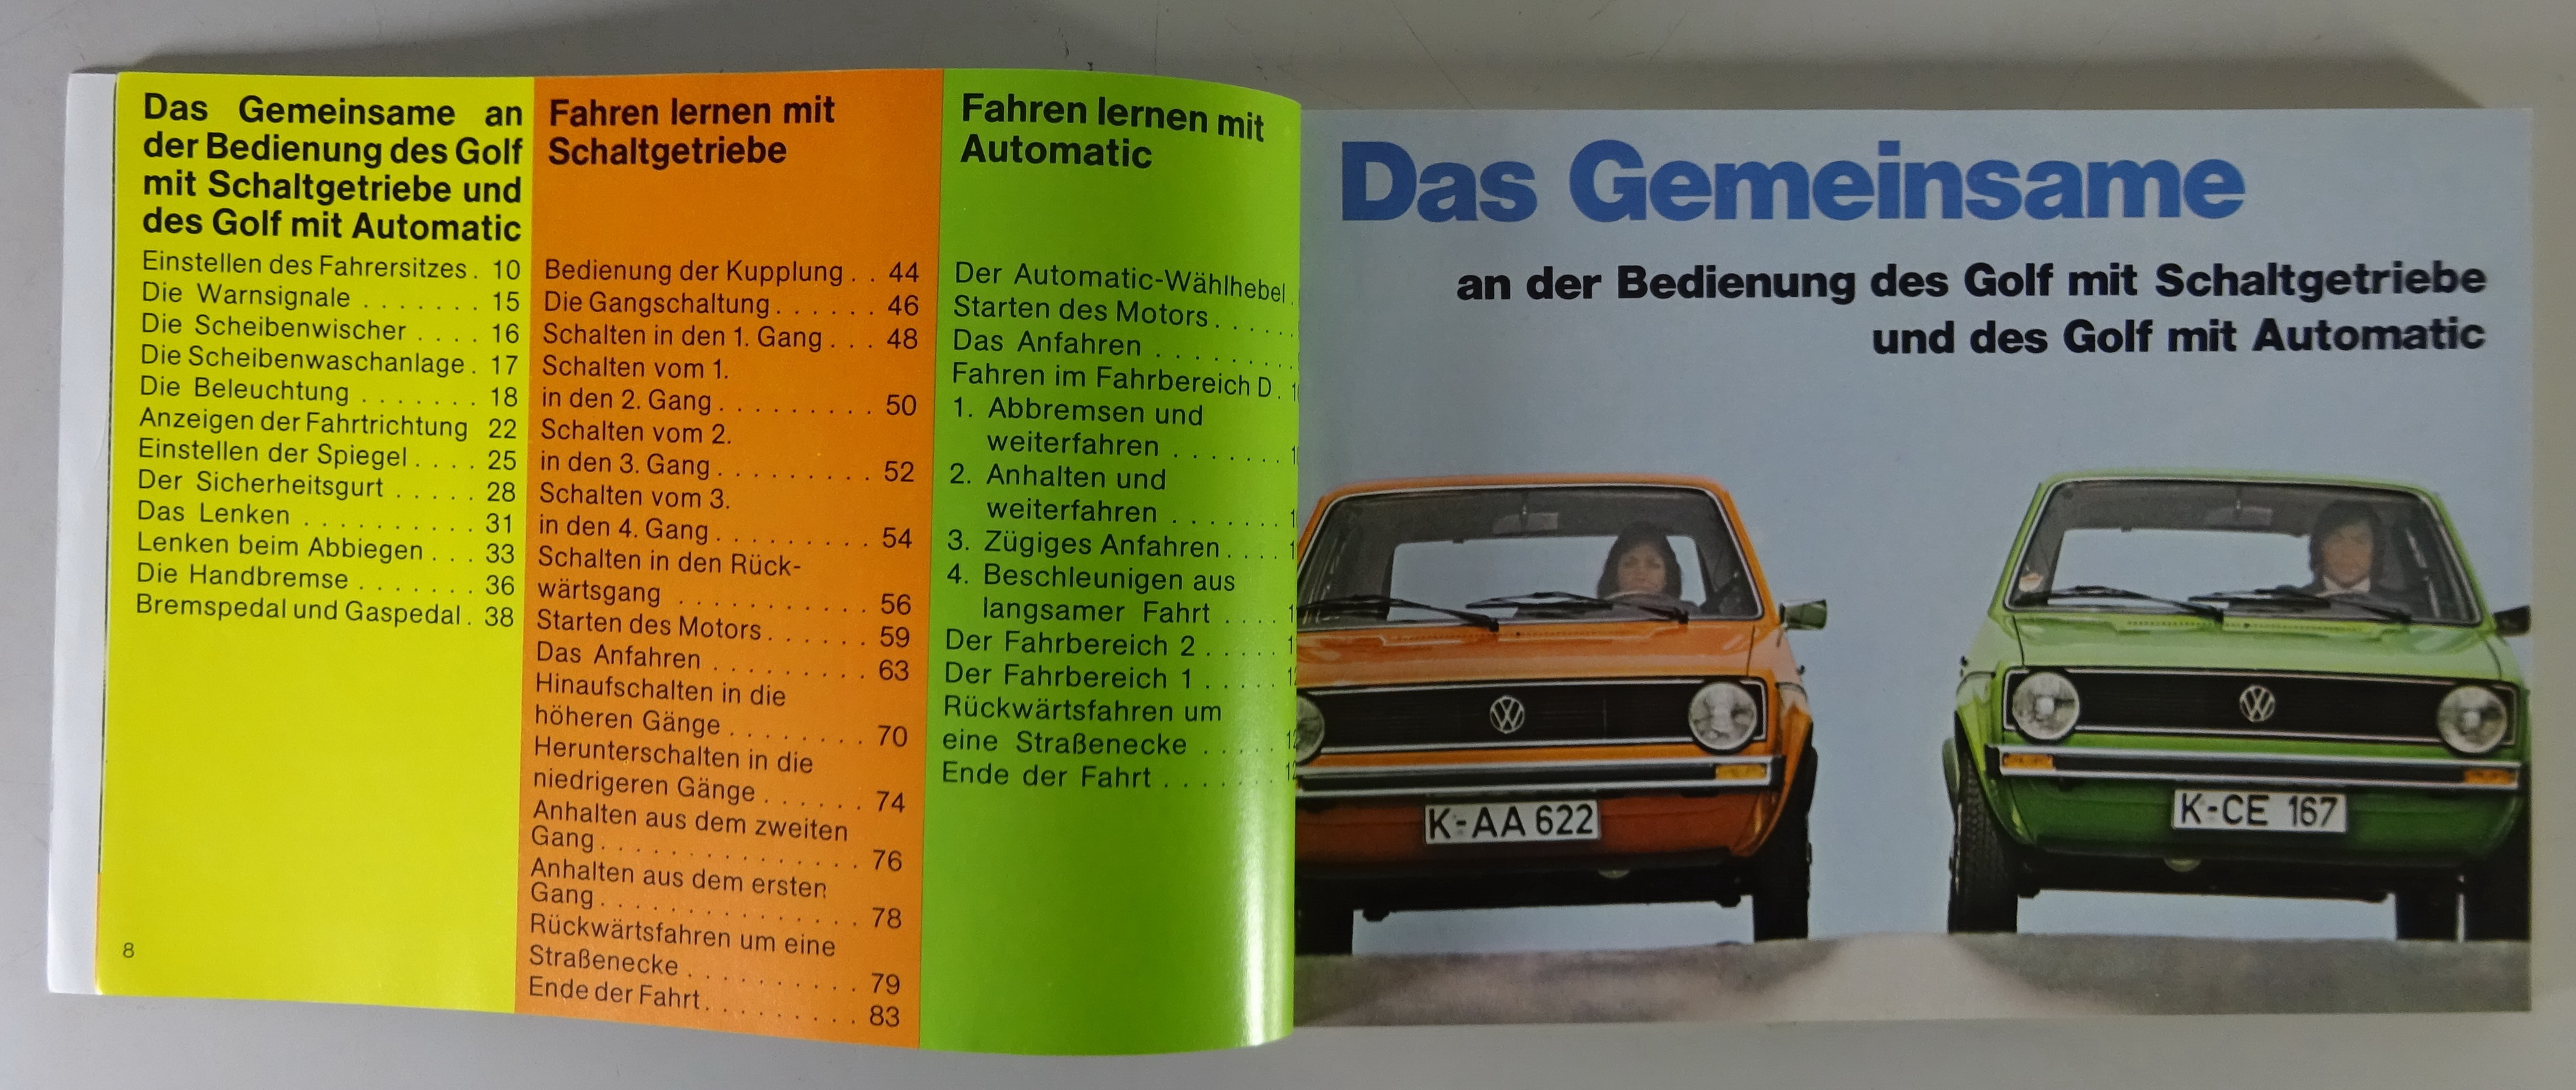 Das Gemeinsame an
der Bedienung des Golf
mit Schaltgetriebe und
des Golf mit Automatic
Einstellen des Fahrersitzes . 10
Die Warnsignale . . . . . . . 15
Die Scheibenwischer . . . . 16
Die Scheibenwaschanlage . 17
Die Beleuchtung . . . . . . . 18
Anzeigen der Fahrtrichtung 22
Einstellen der Spiegel . . . . 25
Der Sicherheitsgurt . . . . . 28
Das Lenken . . . . . . . . . . 31
Lenken beim Abbiegen . . . 33
Die Handbremse . . . . . . . 36
Bremspedal und Gaspedal . 38
8
Fahren lernen mit
Schaltgetriebe
Bedienung der Kupplung . . 44
Die Gangschaltung . . . . . . 46
Schalten in den 1. Gang . . . 48
Schalten vom 1.
in den 2. Gang . . . . . . . . . 50
Schalten vom 2.
in den 3. Gang . . . . . . . . . 52
Schalten vom 3.
in den 4. Gang . . . . . . . . . 54
Schalten in den Rück-
wärtsgang . . . . . . . . . . . 56
Starten des Motors . . . . . . 59
Das Anfahren . . . . . . . . . 63
Hinaufschalten in die
höheren Gänge . . . . . . . . 70
Herunterschalten in die
niedrigeren Gänge . . . . . . 74
Anhalten aus dem zweiten
Gang . . . . . . . . . . . . . . 76
Anhalten aus dem ersten
Gang . . . . . . . . . . . . . . 78
Rückwärtsfahren um eine
Straßenecke . . . . . . . . . 79
Ende der Fahrt . . . . . . . . . 83
Fahren lernen mit
Automatic
Der Automatic-Wählhebel .
Starten des Motors . . . . .
Das Anfahren . . . . . . . .
Fahren im Fahrbereich D .
1. Abbremsen und
weiterfahren . . . . . . .
2. Anhalten und
weiterfahren . . . . . . .
3. Zügiges Anfahren . . . .
4. Beschleunigen aus
langsamer Fahrt . . . .
Der Fahrbereich 2 . . . . .
Der Fahrbereich 1 . . . . .
Rückwärtsfahren um
eine Straßenecke . . . . .
Ende der Fahrt . . . . . . .
Das Gemeinsame
an der Bedienung des Golf mit Schaltgetriebe
und des Golf mit Automatic
K-AA 622
K-CE 167